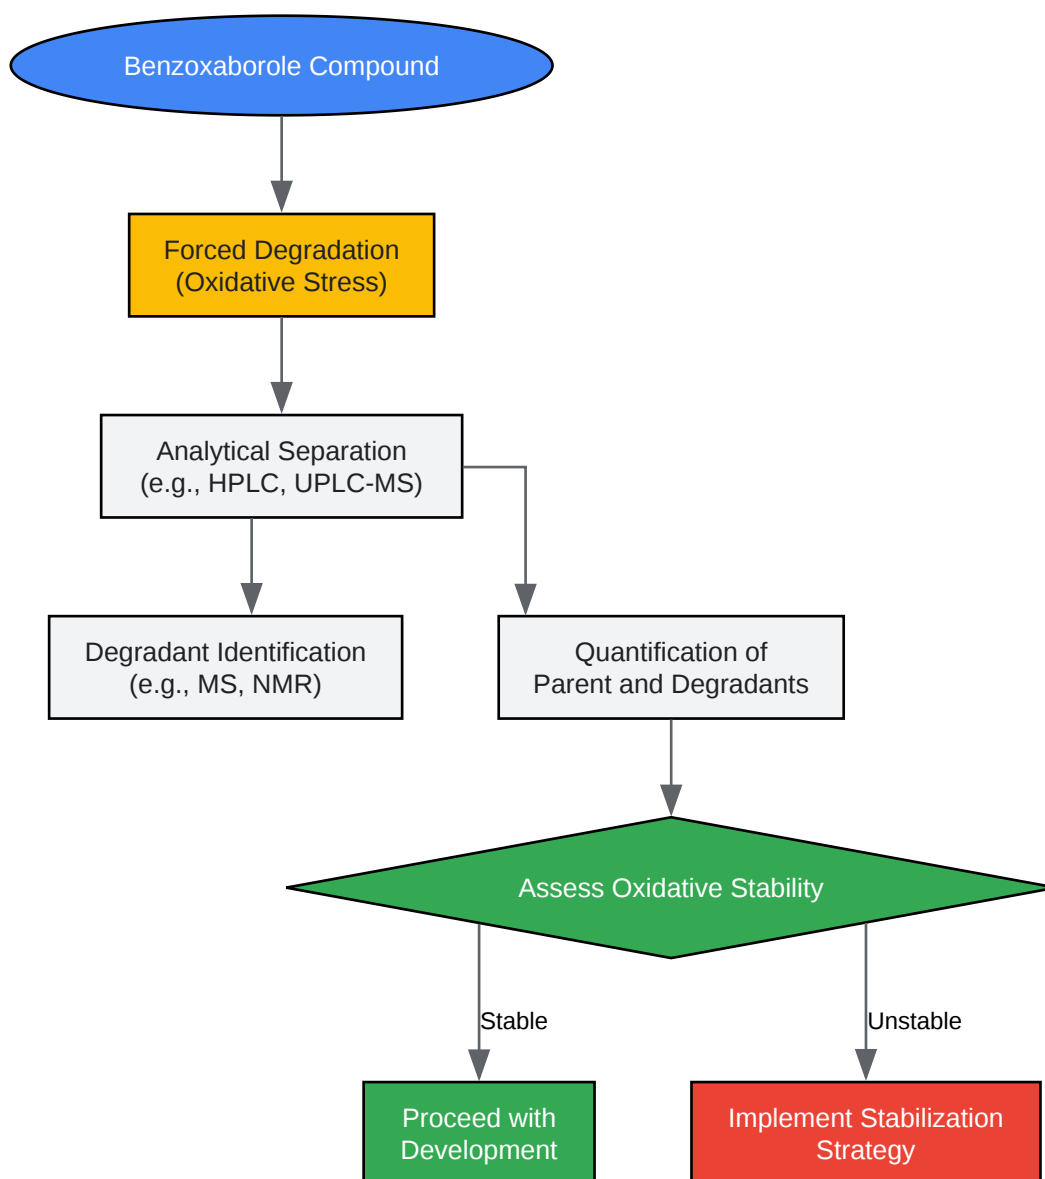 Benzoxaborole Compound
Forced Degradation
(Oxidative Stress)
Analytical Separation
(e.g., HPLC, UPLC-MS)
Degradant Identification
(e.g., MS, NMR)
Quantification of
Parent and Degradants
Assess Oxidative Stability
Stable
Unstable
Proceed with
Development
Implement Stabilization
Strategy